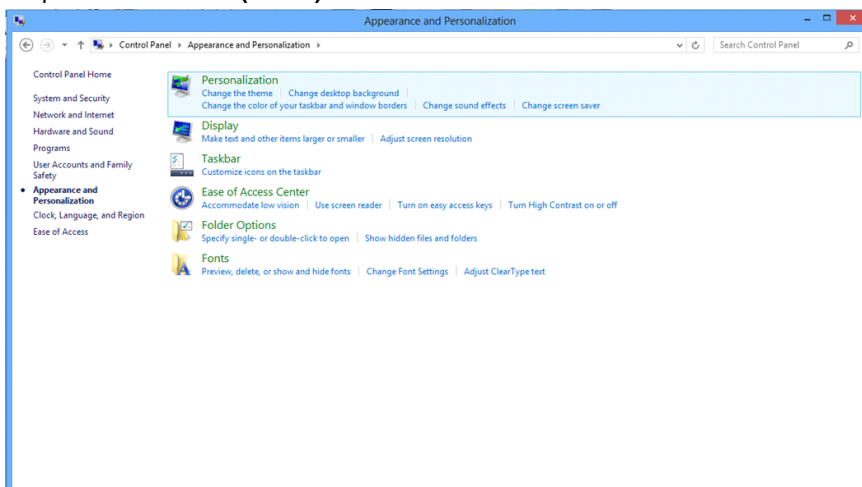 Appearance and Personalization
Control Panel ▸ Appearance and Personalization ▸
Search Control Panel
Control Panel Home
System and Security
Network and Internet
Hardware and Sound
Programs
User Accounts and Family
Safety
Appearance and
Personalization
Clock, Language, and Region
Ease of Access
Personalization
Change the theme | Change desktop background |
Change the color of your taskbar and window borders | Change sound effects | Change screen saver
Display
Make text and other items larger or smaller | Adjust screen resolution
Taskbar
Customize icons on the taskbar
Ease of Access Center
Accommodate low vision | Use screen reader | Turn on easy access keys | Turn High Contrast on or off
Folder Options
Specify single- or double-click to open | Show hidden files and folders
Fonts
Preview, delete, or show and hide fonts | Change Font Settings | Adjust ClearType text